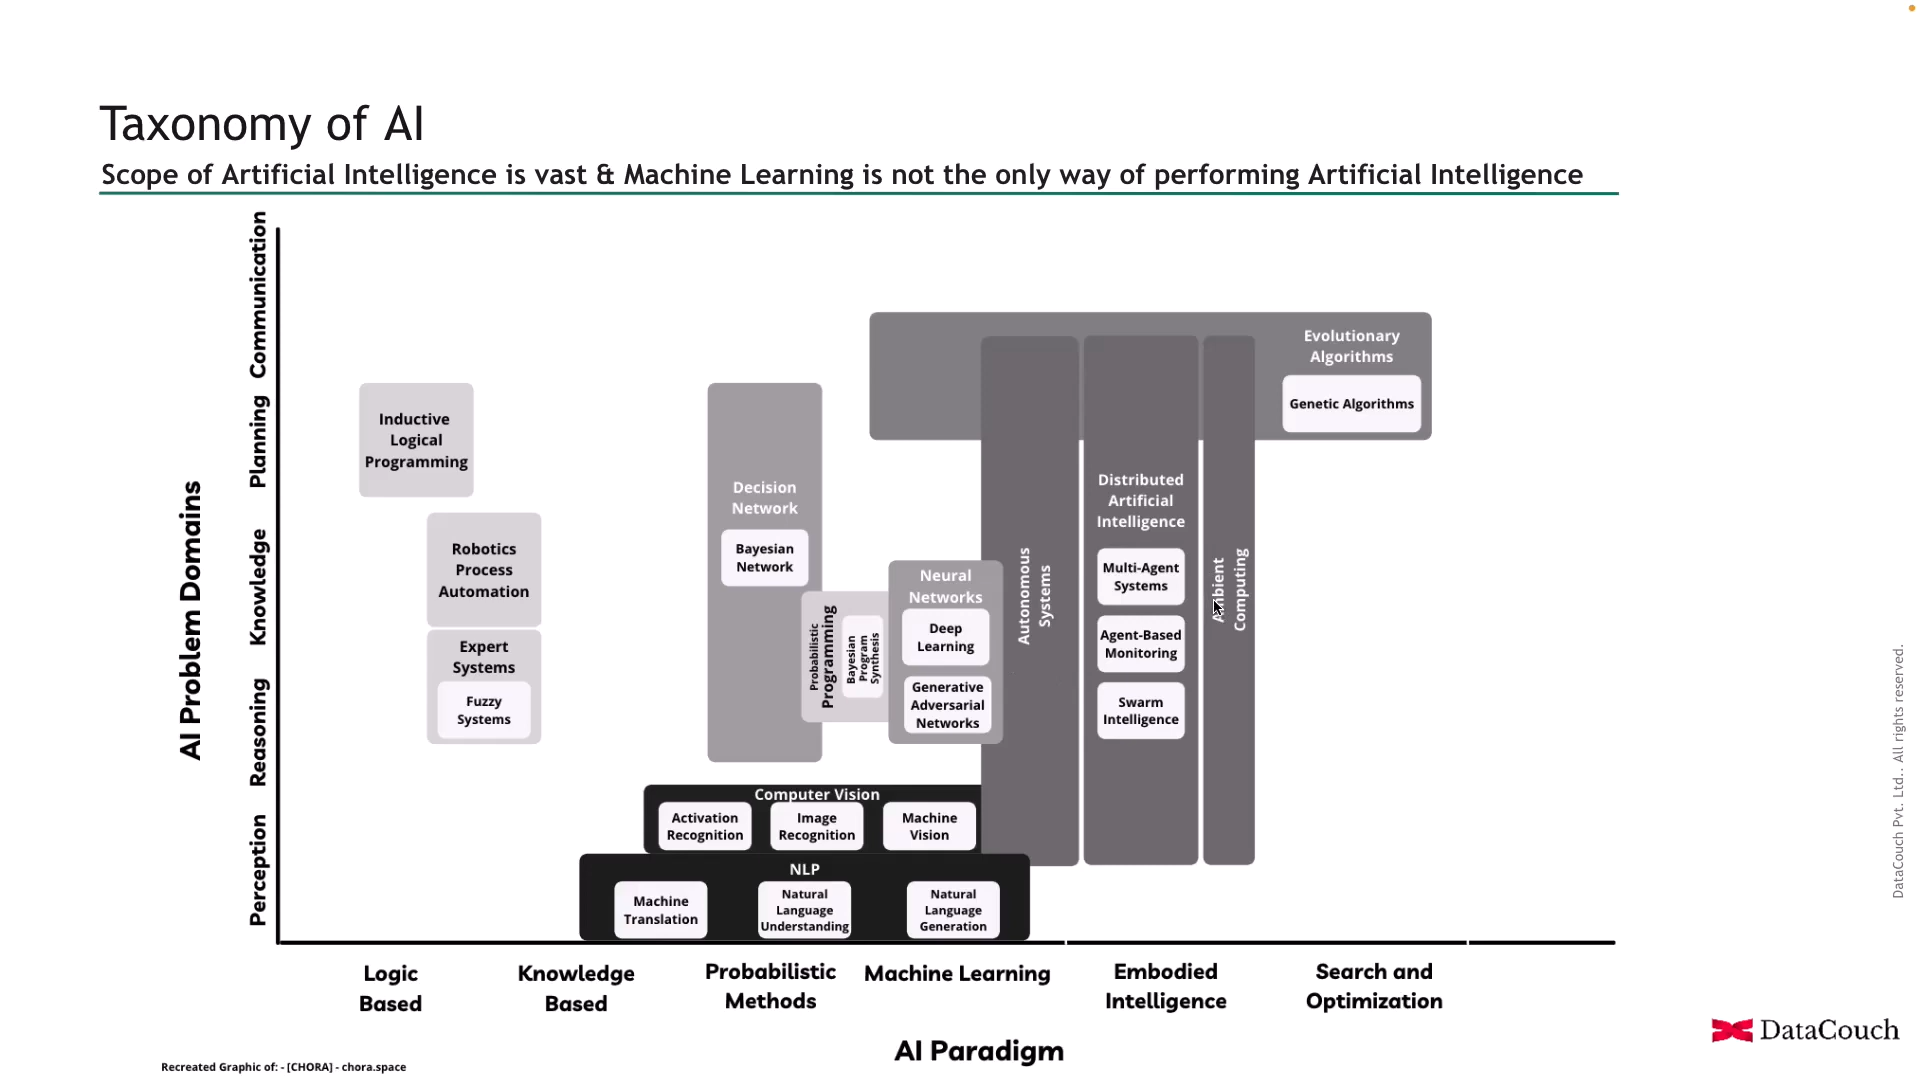 Taxonomy of AI
Scope of Artificial Intelligence is vast & Machine Learning is not the only way of performing Artificial Intelligence
AI Problem Domains
Communication
Planning
Knowledge
Reasoning
Perception
Inductive
Logical
Programming
Robotics
Process
Automation
Expert
Systems
Fuzzy
Systems
Decision
Network
Bayesian
Network
Probabilistic
Programming
Bayesian
Program
Synthesis
Neural
Networks
Deep
Learning
Generative
Adversarial
Networks
Autonomous
Systems
Distributed
Artificial
Intelligence
Multi-Agent
Systems
Agent-Based
Monitoring
Swarm
Intelligence
Ambient
Computing
Evolutionary
Algorithms
Genetic Algorithms
Computer Vision
Activation
Recognition
Image
Recognition
Machine
Vision
NLP
Machine
Translation
Natural
Language
Understanding
Natural
Language
Generation
Logic
Based
Knowledge
Based
Probabilistic
Methods
Machine Learning
Embodied
Intelligence
Search and
Optimization
AI Paradigm
Recreated Graphic of: - [CHORA] - chora.space
DataCouch
DataCouch Pvt. Ltd.. All rights reserved.